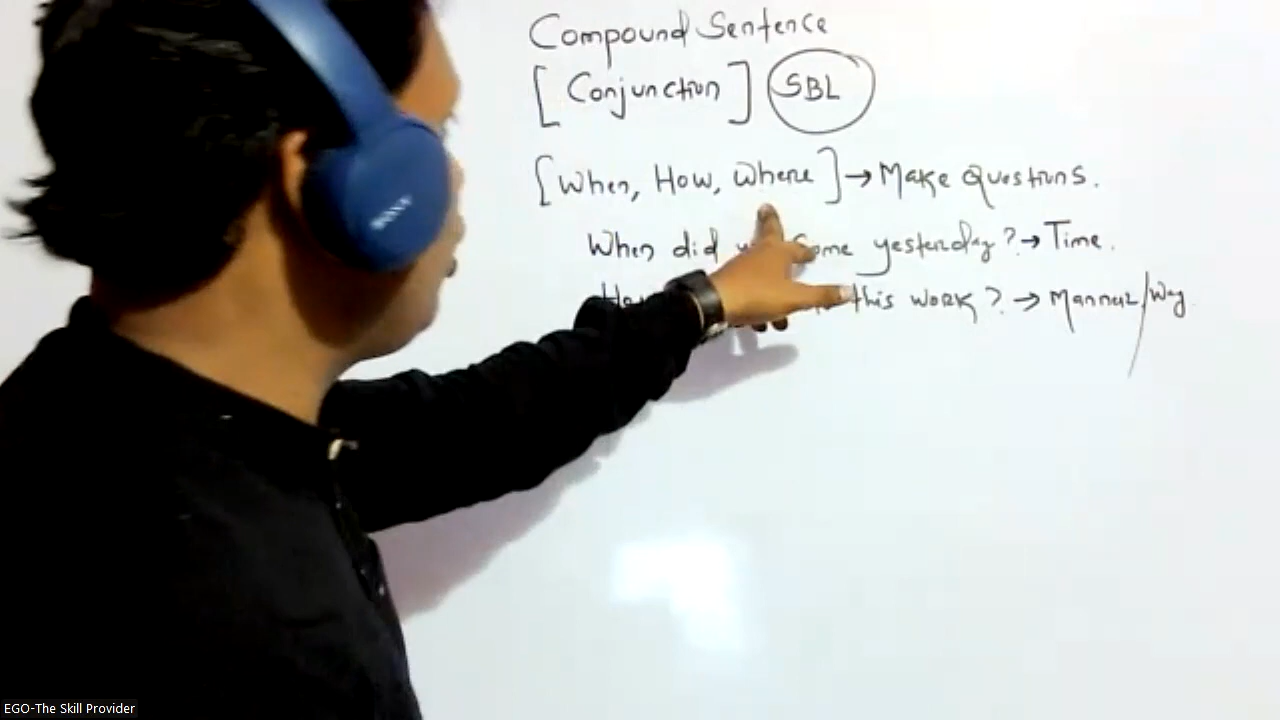 Compound Sentence
[ Conjunction ] SBL
[When, How, Where] → Make Questions.
When did come yesterday? → Time.
this work? → Manner/Way.
SONY
EGO-The Skill Provider